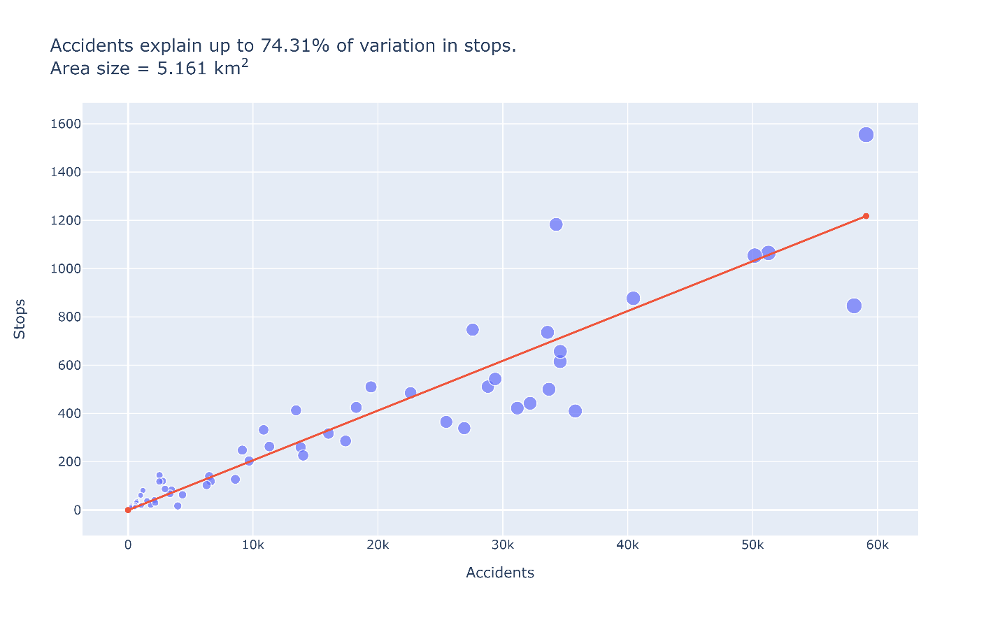 Accidents explain up to 74.31% of variation in stops.
Area size = 5.161 km²
1600
1400
1200
1000
800
600
400
200
0
Stops
0 10k 20k 30k 40k 50k 60k
Accidents